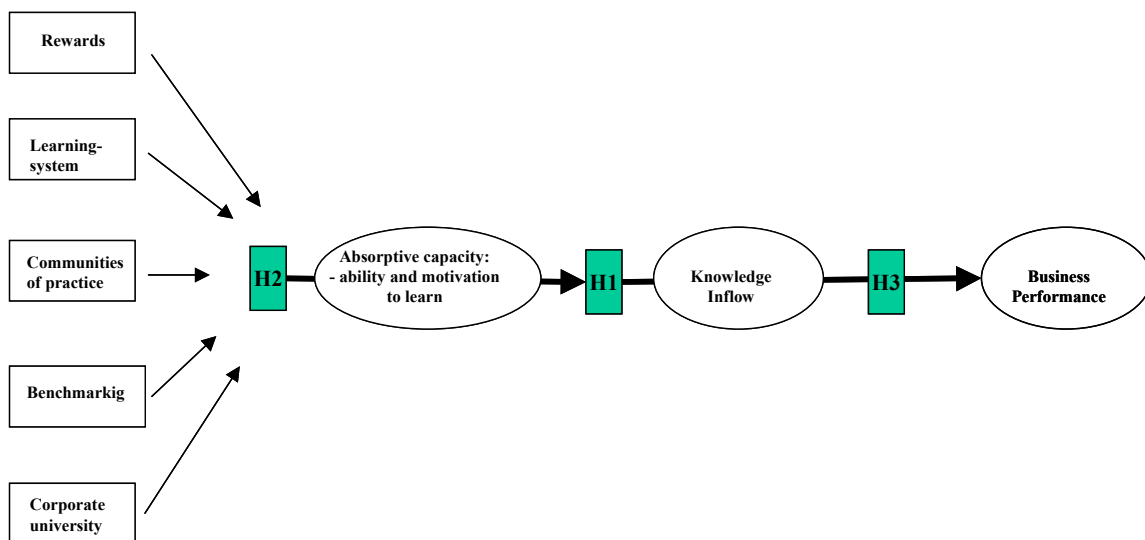 Rewards
Learning-
system
Communities
of practice
Benchmarkig
Corporate
university
H2
Absorptive capacity:
- ability and motivation
to learn
H1
Knowledge
Inflow
H3
Business
Performance